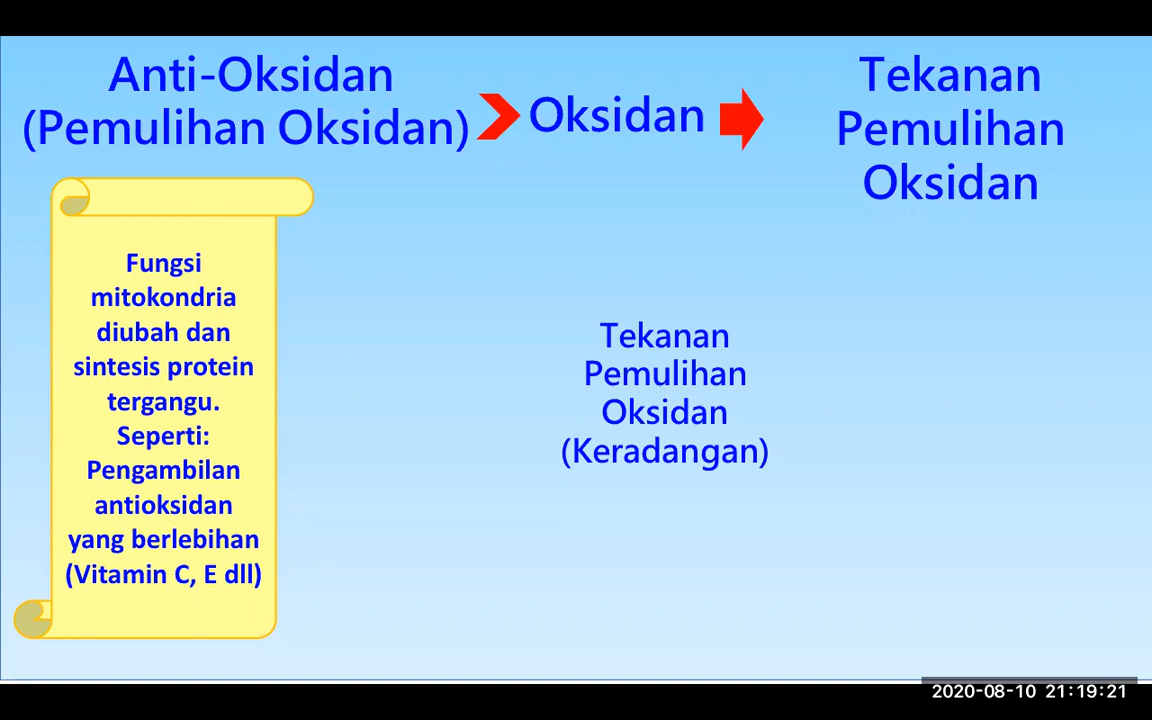 Anti-Oksidan
(Pemulihan Oksidan)
Oksidan
Tekanan
Pemulihan
Oksidan
Fungsi
mitokondria
diubah dan
sintesis protein
tergangu.
Seperti:
Pengambilan
antioksidan
yang berlebihan
(Vitamin C, E dll)
Tekanan
Pemulihan
Oksidan
(Keradangan)
2020-08-10 21:19:21